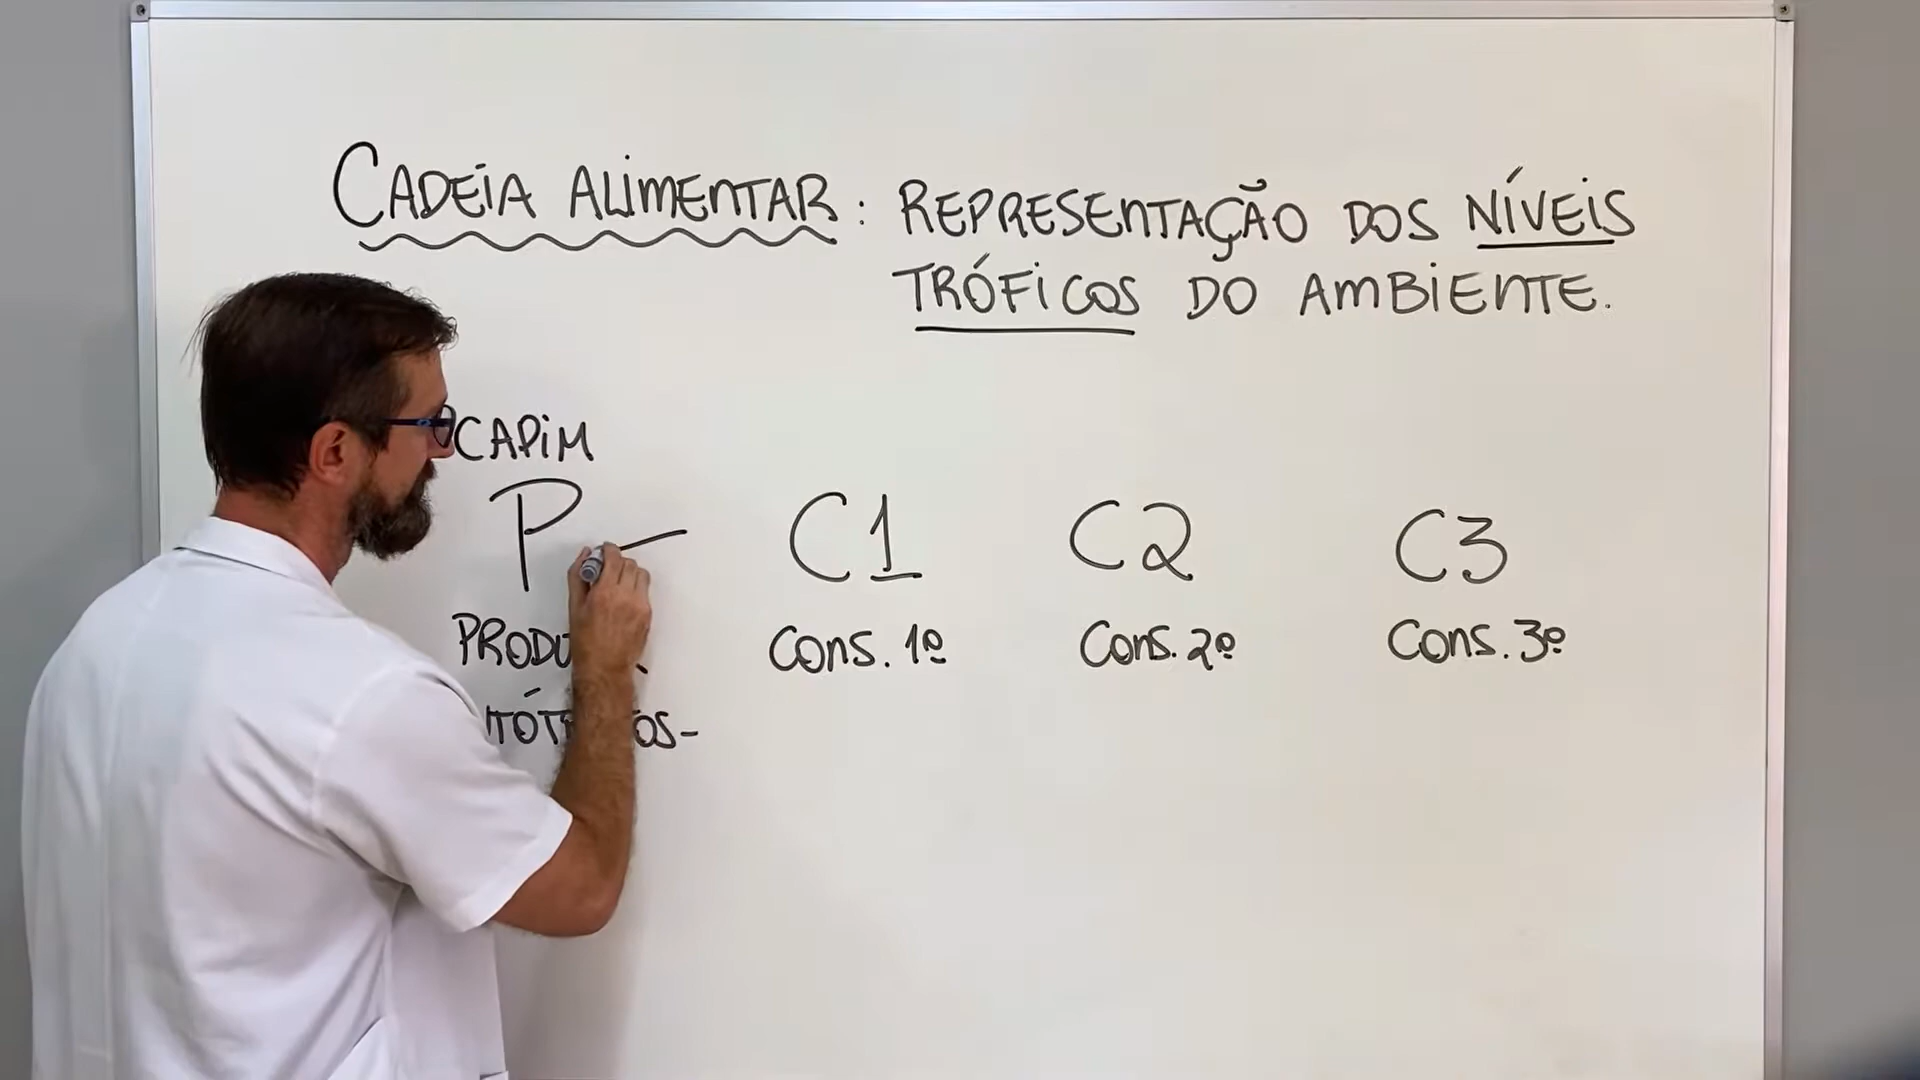 CADEIA ALIMENTAR: REPRESENTAÇÃO DOS NÍVEIS
TRÓFICOS DO AMBIENTE.
CAPIM
P C1 C2 C3
Cons. 1º Cons. 2º Cons. 3º